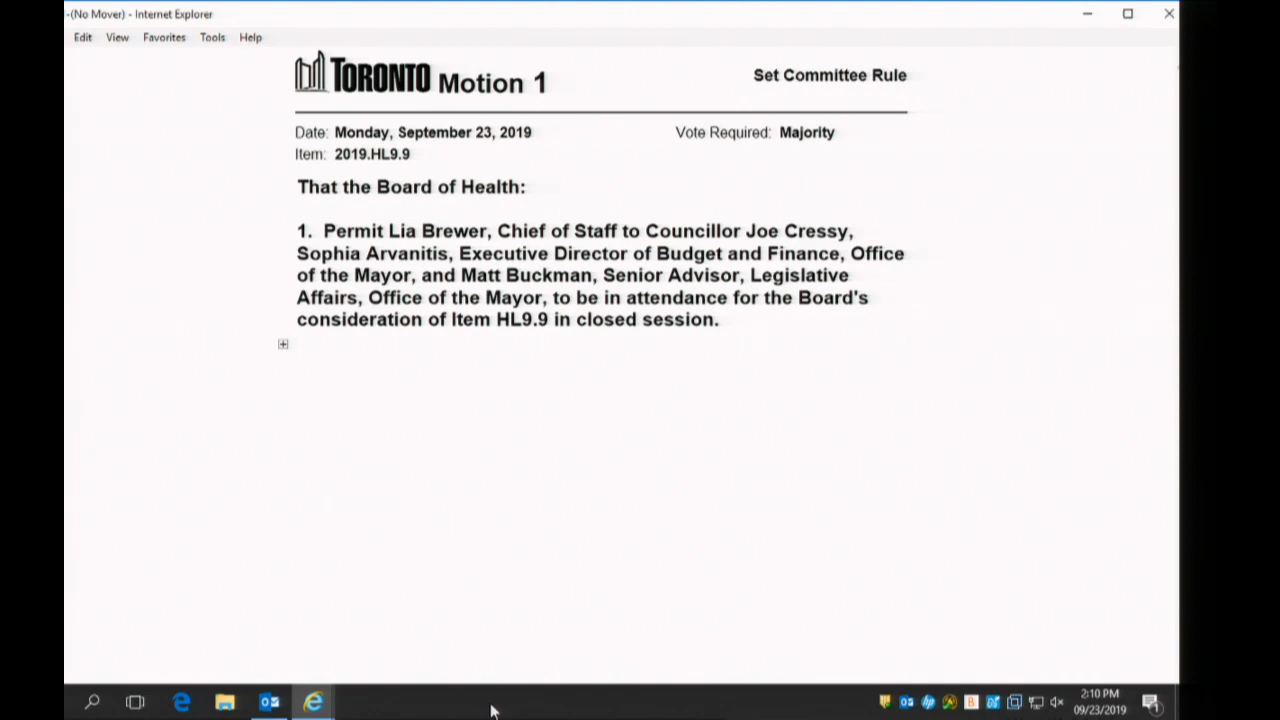 -(No Mover) - Internet Explorer
Edit View Favorites Tools Help
TORONTO Motion 1
Set Committee Rule
Date: Monday, September 23, 2019
Vote Required: Majority
Item: 2019.HL9.9
That the Board of Health:
1. Permit Lia Brewer, Chief of Staff to Councillor Joe Cressy,
Sophia Arvanitis, Executive Director of Budget and Finance, Office
of the Mayor, and Matt Buckman, Senior Advisor, Legislative
Affairs, Office of the Mayor, to be in attendance for the Board's
consideration of Item HL9.9 in closed session.
2:10 PM
09/23/2019